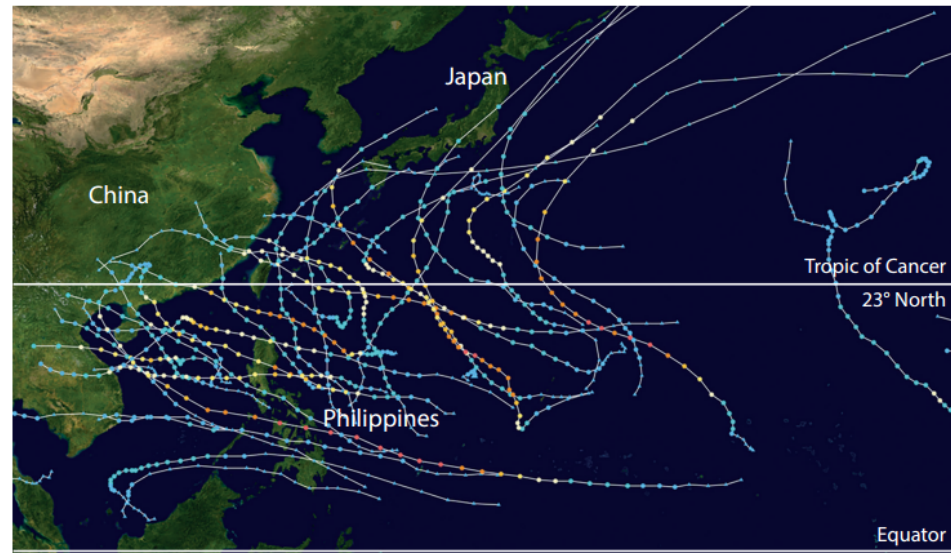 Japan
China
Tropic of Cancer
23° North
Philippines
Equator